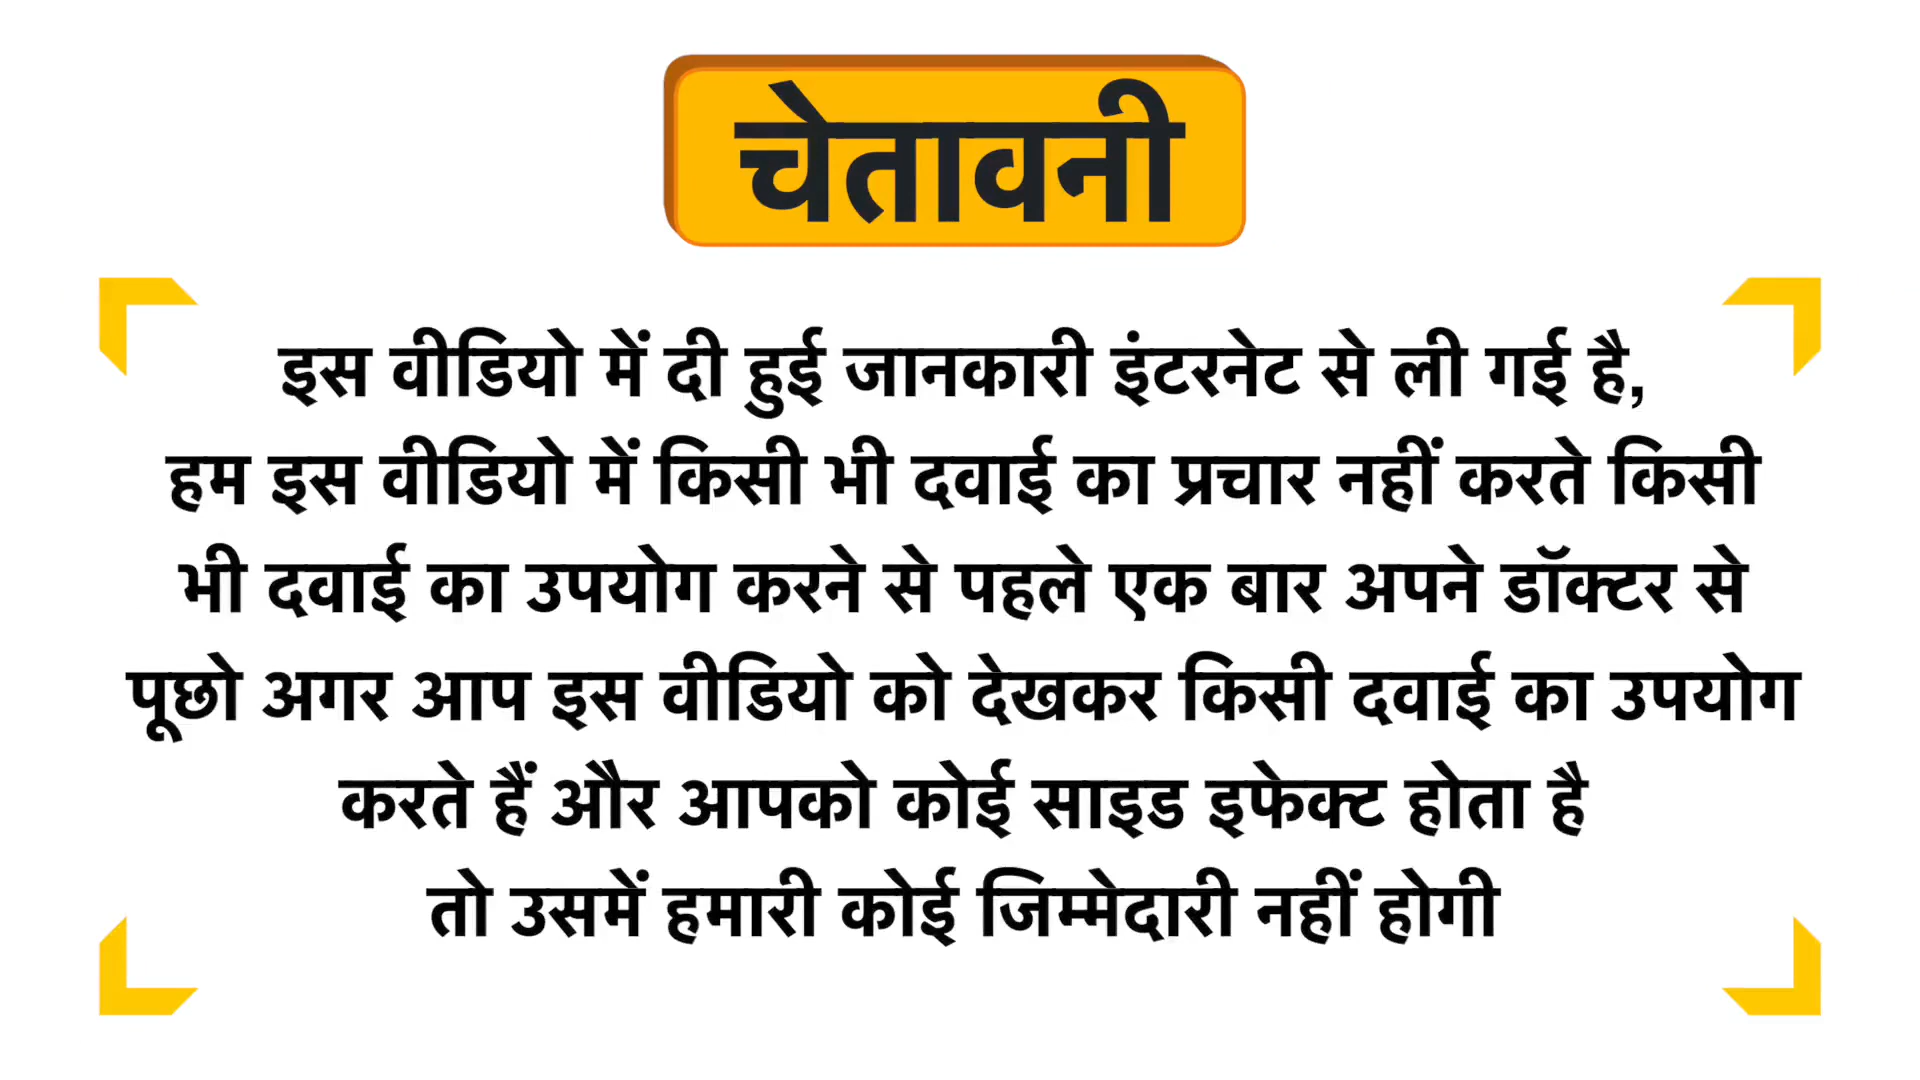 चेतावनी
इस वीडियो में दी हुई जानकारी इंटरनेट से ली गई है,
हम इस वीडियो में किसी भी दवाई का प्रचार नहीं करते किसी
भी दवाई का उपयोग करने से पहले एक बार अपने डॉक्टर से
पूछो अगर आप इस वीडियो को देखकर किसी दवाई का उपयोग
करते हैं और आपको कोई साइड इफेक्ट होता है
तो उसमें हमारी कोई जिम्मेदारी नहीं होगी